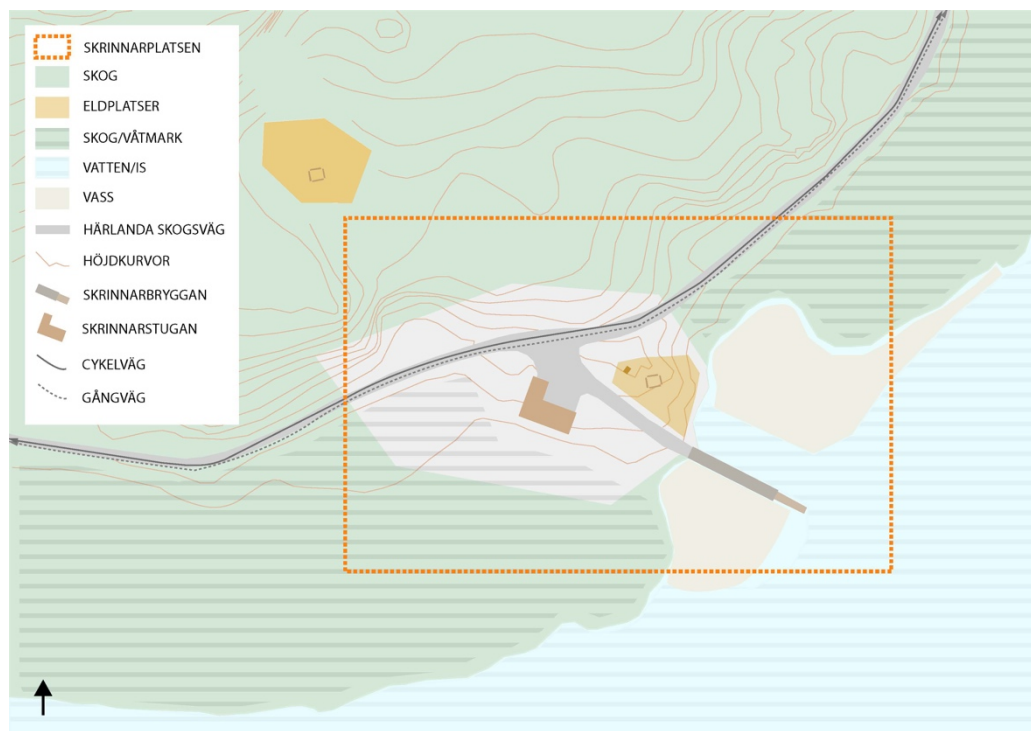 SKRINNARPLATSEN
SKOG
ELDPLATSER
SKOG/VÅTMARK
VATTEN/IS
VASS
HÄRLANDA SKOGSVÄG
HÖJDKURVOR
SKRINNARBRYGGAN
SKRINNARSTUGAN
CYKELVÄG
GÅNGVÄG